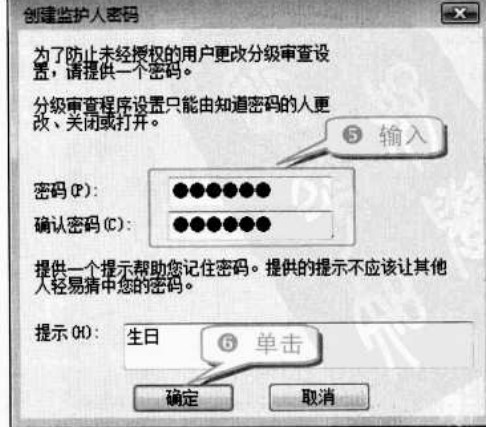 创建监护人密码
为了防止未经授权的用户更改分级审查设
置，请提供一个密码。
分级审查程序设置只能由知道密码的人更
改、关闭或打开。
❺ 输入
密码(P):
●●●●●●
确认密码(C):
●●●●●●
提供一个提示帮助您记住密码。提供的提示不应该让其他
人轻易猜中您的密码。
提示(H):
生日
❻ 单击
确定
取消